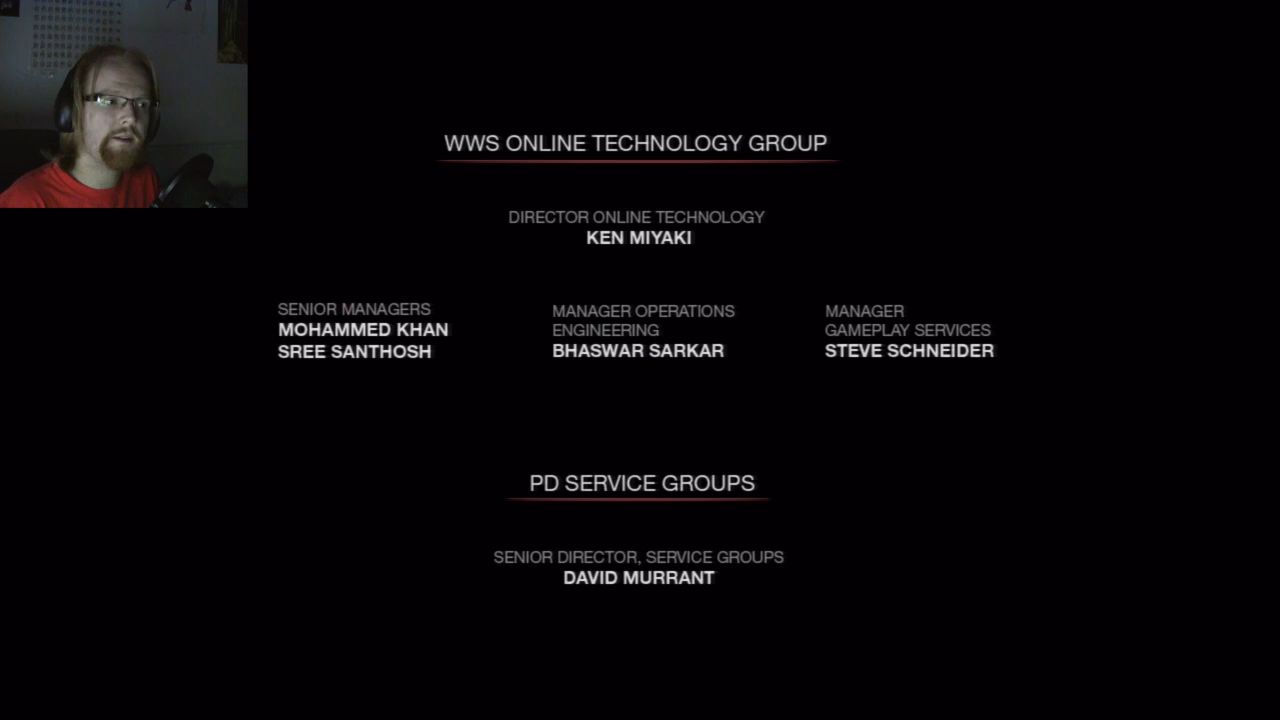 WWS ONLINE TECHNOLOGY GROUP
DIRECTOR ONLINE TECHNOLOGY
KEN MIYAKI
SENIOR MANAGERS
MOHAMMED KHAN
SREE SANTHOSH
MANAGER OPERATIONS
ENGINEERING
BHASWAR SARKAR
MANAGER
GAMEPLAY SERVICES
STEVE SCHNEIDER
PD SERVICE GROUPS
SENIOR DIRECTOR, SERVICE GROUPS
DAVID MURRANT